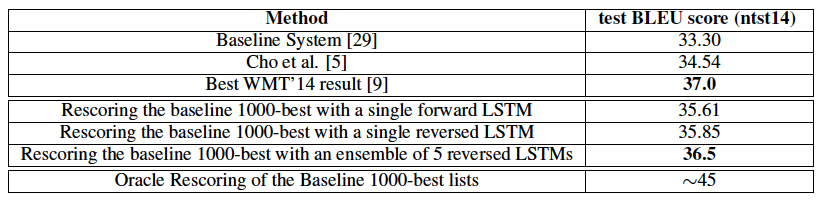 Method test BLEU score (ntst14)
Baseline System [29] 33.30
Cho et al. [5] 34.54
Best WMT'14 result [9] 37.0
Rescoring the baseline 1000-best with a single forward LSTM 35.61
Rescoring the baseline 1000-best with a single reversed LSTM 35.85
Rescoring the baseline 1000-best with an ensemble of 5 reversed LSTMs 36.5
Oracle Rescoring of the Baseline 1000-best lists ∼45